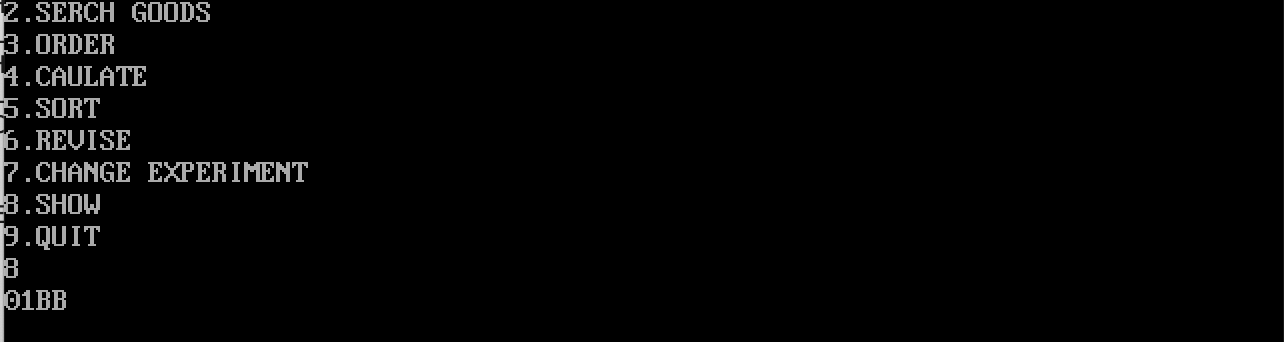 2.SERCH GOODS
3.ORDER
4.CAULATE
5.SORT
6.REVISE
7.CHANGE EXPERIMENT
8.SHOW
9.QUIT
8
01BB